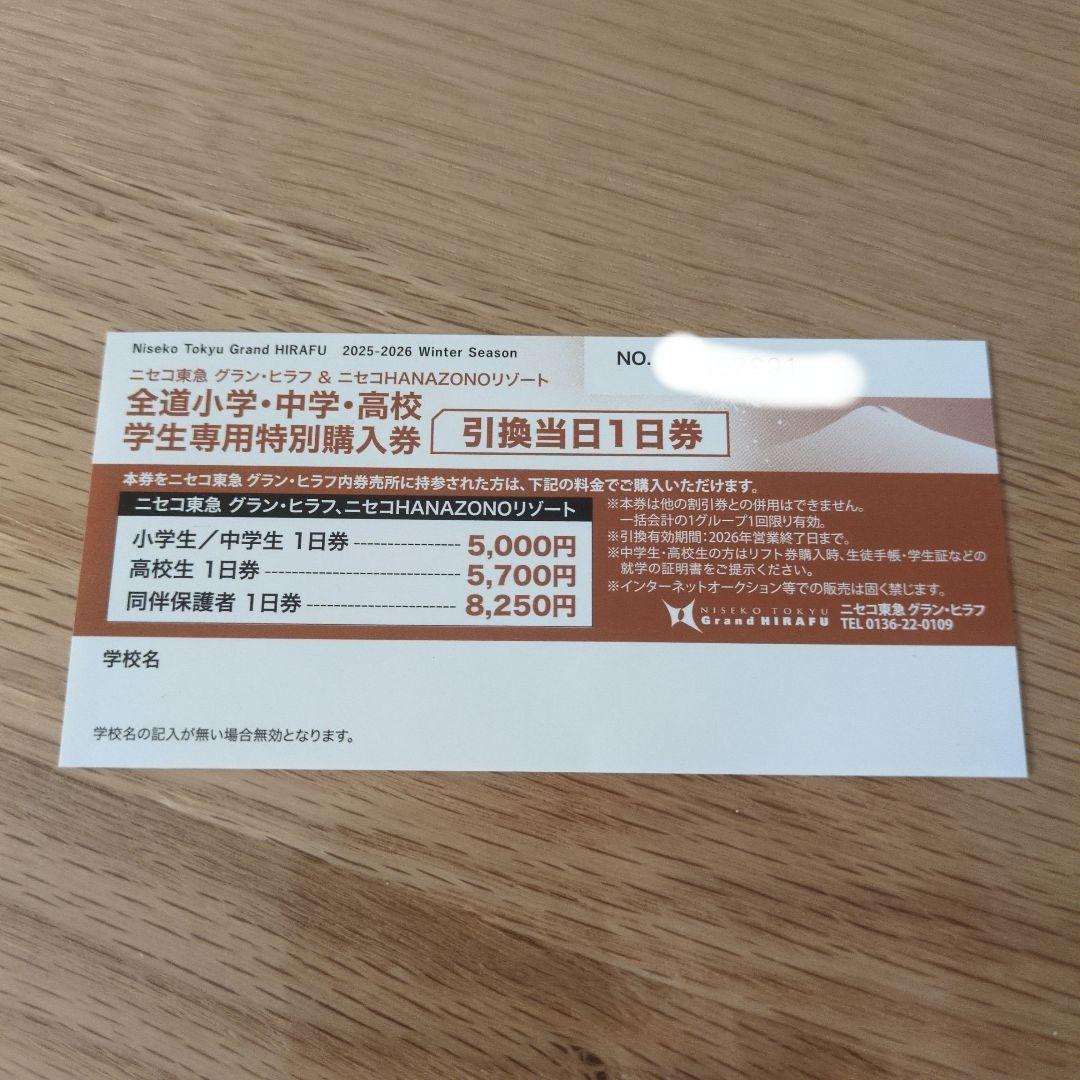 Niseko Tokyu Grand HIRAFU 2025-2026 Winter Season
NO.
ニセコ東急 グラン・ヒラフ & ニセコHANAZONOリゾート
全道小学・中学・高校
学生専用特別購入券
引換当日1日券
本券をニセコ東急 グラン・ヒラフ内券売所に持参された方は、下記の料金でご購入いただけます。
ニセコ東急 グラン・ヒラフ、ニセコHANAZONOリゾート
小学生／中学生 1日券 ---------------- 5,000円
高校生 1日券 ---------------- 5,700円
同伴保護者 1日券 ---------------- 8,250円
※本券は他の割引券との併用はできません。
一括会計の1グループ1回限り有効。
※引換有効期間：2026年営業終了日まで。
※中学生・高校生の方はリフト券購入時、生徒手帳・学生証などの
就学の証明書をご提示ください。
※インターネットオークション等での販売は固く禁じます。
NISEKO TOKYU
Grand HIRAFU
ニセコ東急 グラン・ヒラフ
TEL 0136-22-0109
学校名
学校名の記入が無い場合無効となります。